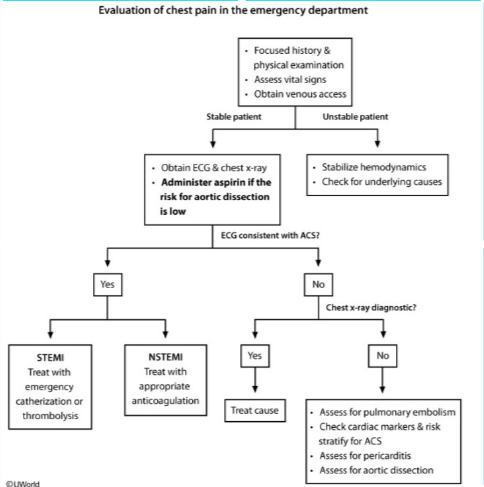 Evaluation of chest pain in the emergency department
• Focused history &
physical examination
• Assess vital signs
• Obtain venous access
Stable patient
Unstable patient
• Obtain ECG & chest x-ray
• Administer aspirin if the
risk for aortic dissection
is low
• Stabilize hemodynamics
• Check for underlying causes
ECG consistent with ACS?
Yes
No
Chest x-ray diagnostic?
STEMI
Treat with
emergency
catherization or
thrombolysis
NSTEMI
Treat with
appropriate
anticoagulation
Yes
No
Treat cause
• Assess for pulmonary embolism
• Check cardiac markers & risk
stratify for ACS
• Assess for pericarditis
• Assess for aortic dissection
©UWorld